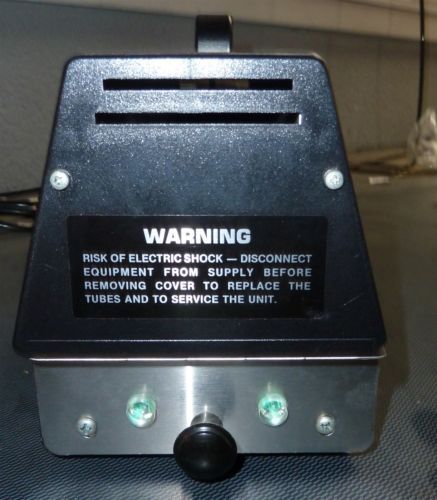 WARNING
RISK OF ELECTRIC SHOCK — DISCONNECT
EQUIPMENT FROM SUPPLY BEFORE
REMOVING COVER TO REPLACE THE
TUBES AND TO SERVICE THE UNIT.